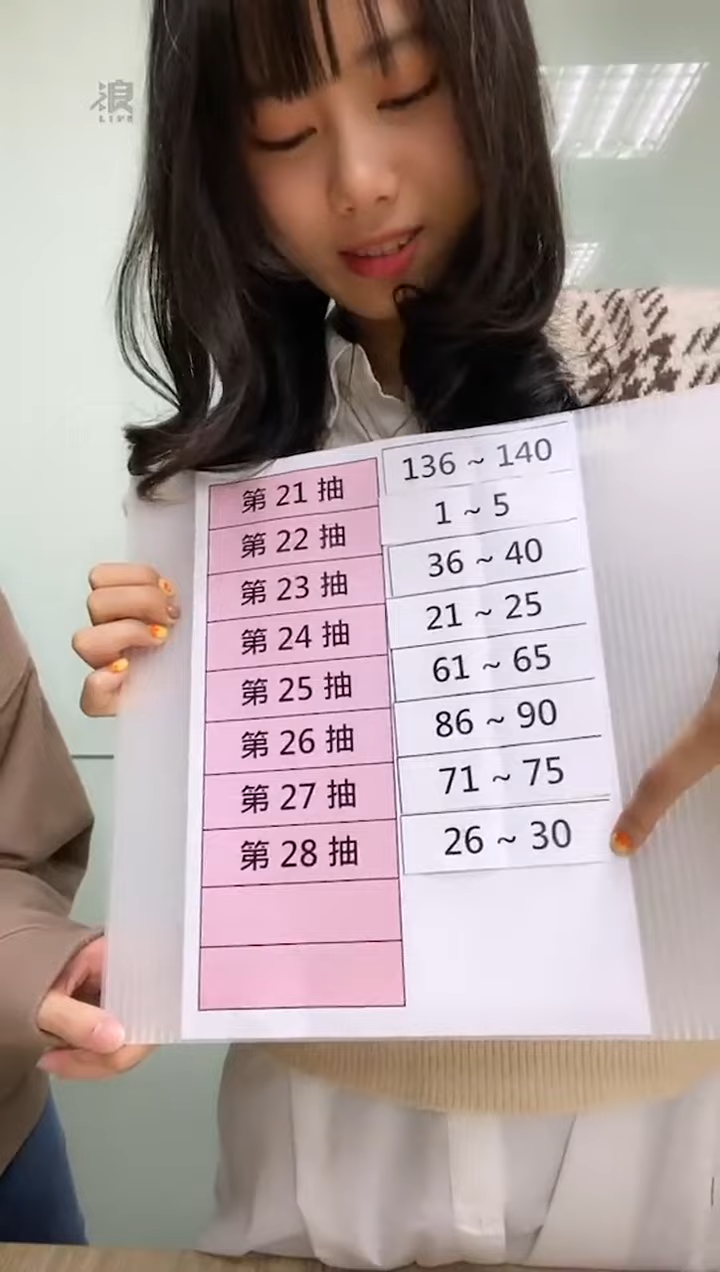 浪
LIVE
第 21 抽 136 ~ 140
第 22 抽 1 ~ 5
第 23 抽 36 ~ 40
第 24 抽 21 ~ 25
第 25 抽 61 ~ 65
第 26 抽 86 ~ 90
第 27 抽 71 ~ 75
第 28 抽 26 ~ 30